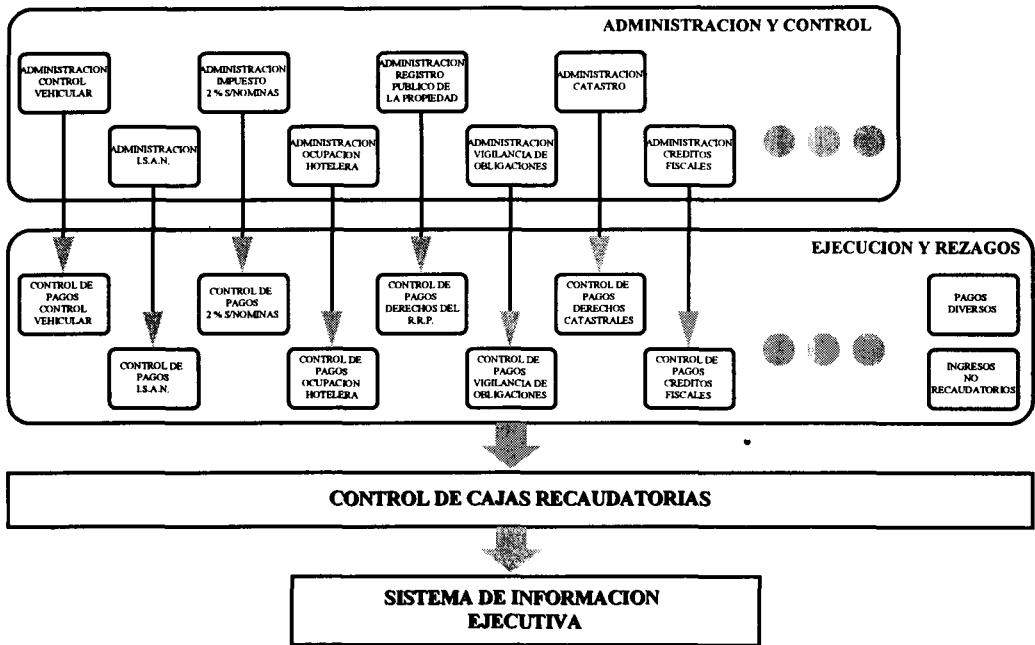 ADMINISTRACION Y CONTROL
ADMINISTRACION
CONTROL
VEHICULAR
ADMINISTRACION
IMPUESTO
2 % S/NOMINAS
ADMINISTRACION
REGISTRO
PUBLICO DE
LA PROPIEDAD
ADMINISTRACION
CATASTRO
ADMINISTRACION
I.S.A.N.
ADMINISTRACION
OCUPACION
HOTELERA
ADMINISTRACION
VIGILANCIA DE
OBLIGACIONES
ADMINISTRACION
CREDITOS
FISCALES
EJECUCION Y REZAGOS
CONTROL DE
PAGOS
CONTROL
VEHICULAR
CONTROL DE
PAGOS
2 % S/NOMINAS
CONTROL DE
PAGOS
DERECHOS DEL
R.R.P.
CONTROL DE
PAGOS
DERECHOS
CATASTRALES
PAGOS
DIVERSOS
CONTROL DE
PAGOS
I.S.A.N.
CONTROL DE
PAGOS
OCUPACION
HOTELERA
CONTROL DE
PAGOS
VIGILANCIA DE
OBLIGACIONES
CONTROL DE
PAGO
CREDITOS
FISCALES
INGRESOS
NO
RECAUDATORIOS
CONTROL DE CAJAS RECAUDATORIAS
SISTEMA DE INFORMACION
EJECUTIVA